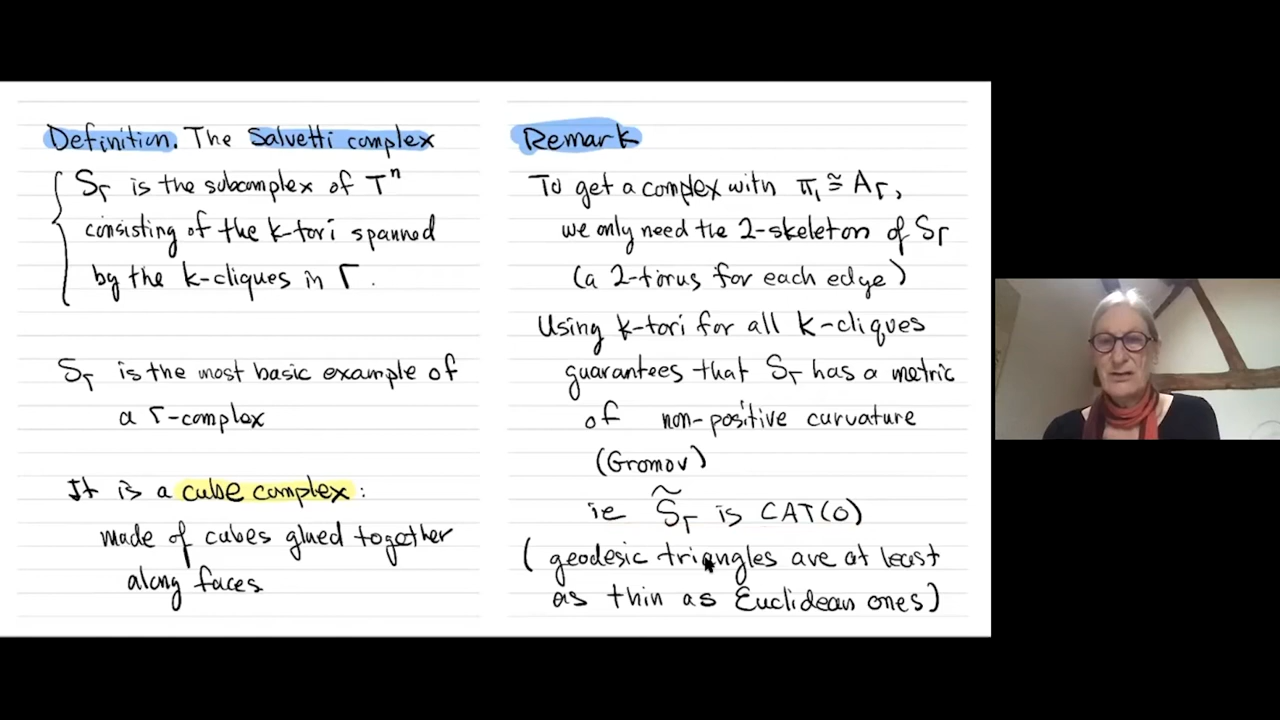 Definition. The Salvetti complex
S_Γ is the subcomplex of Tⁿ
consisting of the k-tori spanned
by the k-cliques in Γ.
S_Γ is the most basic example of
a Γ-complex
It is a cube complex:
made of cubes glued together
along faces
Remark
To get a complex with π₁ ≅ A_Γ,
we only need the 2-skeleton of S_Γ
(a 2-torus for each edge)
Using k-tori for all k-cliques
guarantees that S_Γ has a metric
of non-positive curvature
(Gromov)
ie S̃_Γ is CAT(0)
(geodesic triangles are at least
as thin as Euclidean ones)